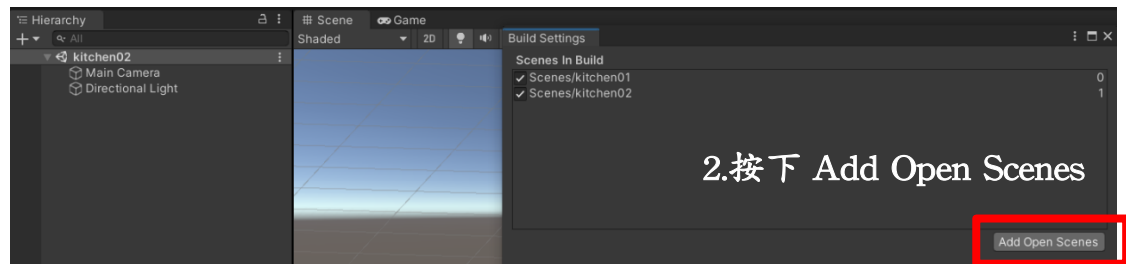 Hierarchy
All
kitchen02
Main Camera
Directional Light
Scene
Game
Shaded
2D
Build Settings
Scenes In Build
Scenes/kitchen01 0
Scenes/kitchen02 1
2.按下 Add Open Scenes
Add Open Scenes